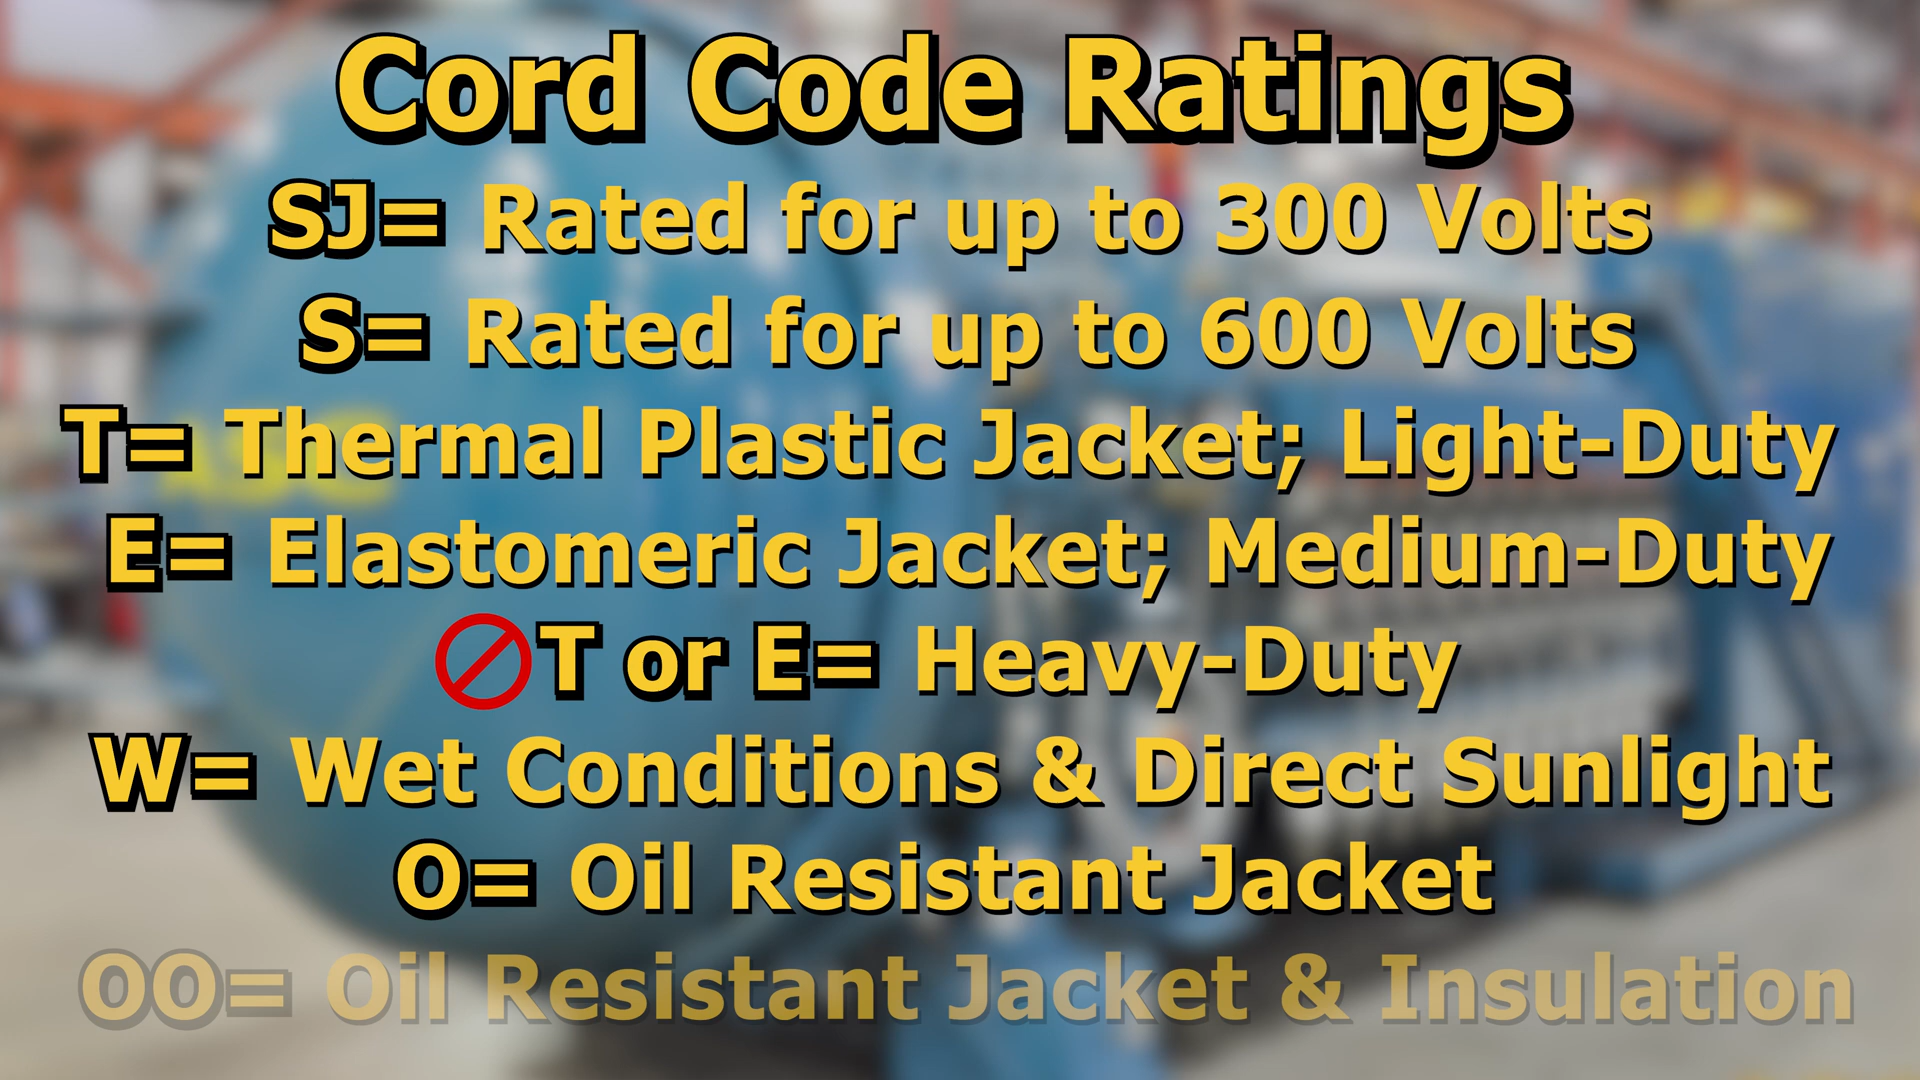 Cord Code Ratings
SJ= Rated for up to 300 Volts
S= Rated for up to 600 Volts
T= Thermal Plastic Jacket; Light-Duty
E= Elastomeric Jacket; Medium-Duty
🚫T or E= Heavy-Duty
W= Wet Conditions & Direct Sunlight
O= Oil Resistant Jacket
OO= Oil Resistant Jacket & Insulation